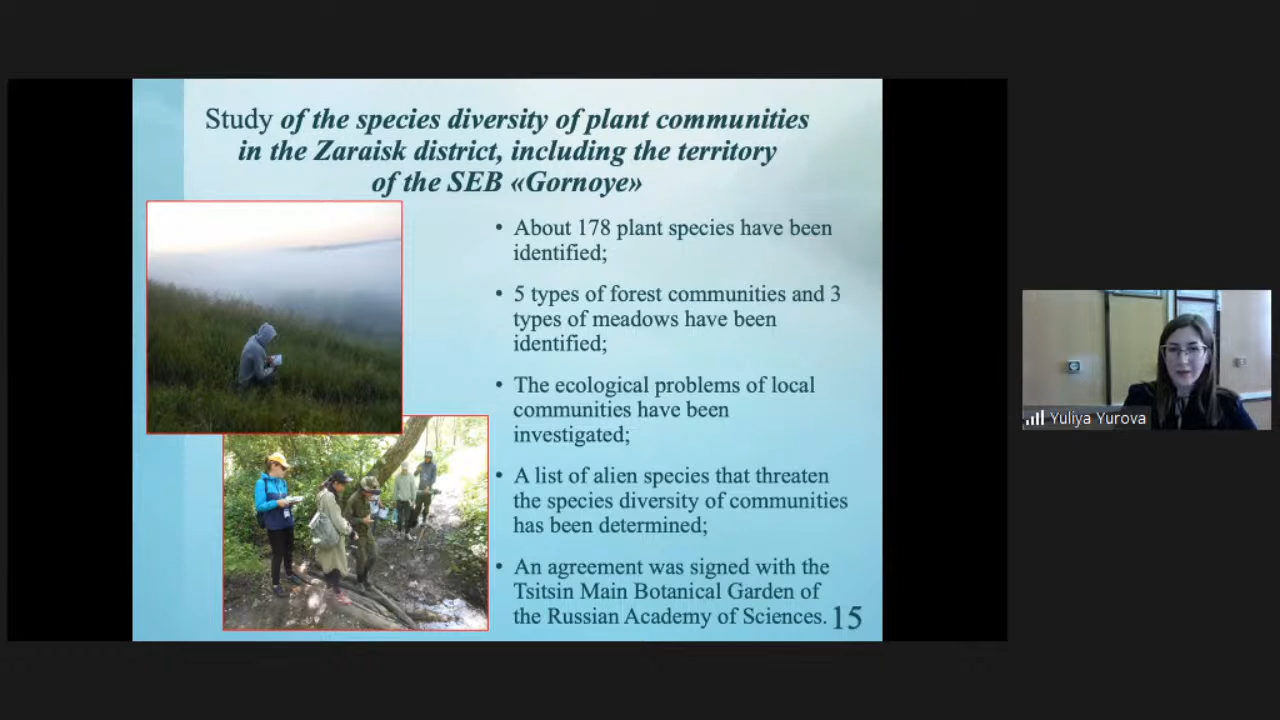 Study of the species diversity of plant communities
in the Zaraisk district, including the territory
of the SEB «Gornoye»
• About 178 plant species have been
identified;
• 5 types of forest communities and 3
types of meadows have been
identified;
• The ecological problems of local
communities have been
investigated;
• A list of alien species that threaten
the species diversity of communities
has been determined;
• An agreement was signed with the
Tsitsin Main Botanical Garden of
the Russian Academy of Sciences.
15
Yuliya Yurova